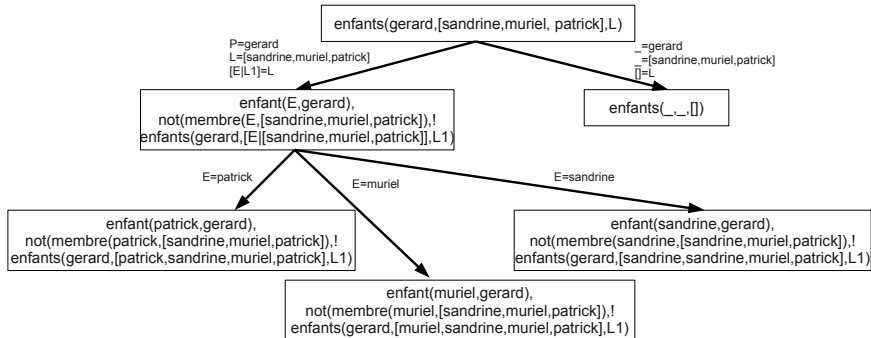 enfants(gerard,[sandrine,muriel, patrick],L)
P=gerard
L=[sandrine,muriel,patrick]
[E|L1]=L
_=gerard
_=[sandrine,muriel,patrick]
[]=L
enfant(E,gerard),
not(membre(E,[sandrine,muriel,patrick]),!
enfants(gerard,[E|[sandrine,muriel,patrick]],L1)
enfants(_,_,[])
E=patrick
E=muriel
E=sandrine
enfant(patrick,gerard),
not(membre(patrick,[sandrine,muriel,patrick]),!
enfants(gerard,[patrick,sandrine,muriel,patrick],L1)
enfant(sandrine,gerard),
not(membre(sandrine,[sandrine,muriel,patrick]),!
enfants(gerard,[sandrine,sandrine,muriel,patrick],L1)
enfant(muriel,gerard),
not(membre(muriel,[sandrine,muriel,patrick]),!
enfants(gerard,[muriel,sandrine,muriel,patrick],L1)